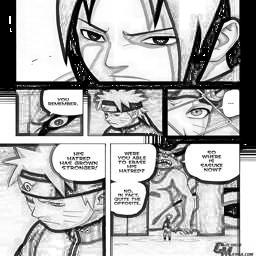 YOU
REMEMBER.
...
SO
WHERE
IS
SASUKE
NOW?
WERE YOU
ABLE TO
ERASE HIS
HATRED?
NO,
IN FACT,
QUITE THE
OPPOSITE.
HIS
HATRED
HAS GROWN
STRONGER!